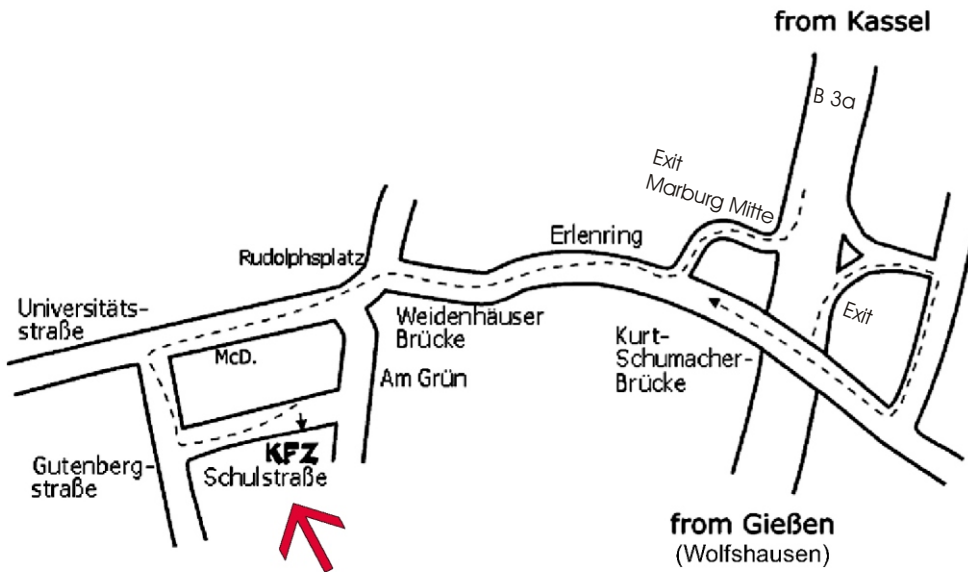 from Kassel
B 3a
Exit
Marburg Mitte
Erlenring
Rudolphsplatz
Universitäts-
straße
Weidenhäuser
Brücke
Exit
McD.
Kurt-
Schumacher-
Brücke
Am Grün
KFZ
Gutenberg-
straße
Schulstraße
from Gießen
(Wolfshausen)